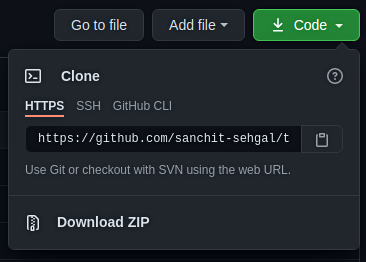 Go to file Add file Code
Clone
HTTPS SSH GitHub CLI
https://github.com/sanchit-sehgal/t
Use Git or checkout with SVN using the web URL.
Download ZIP